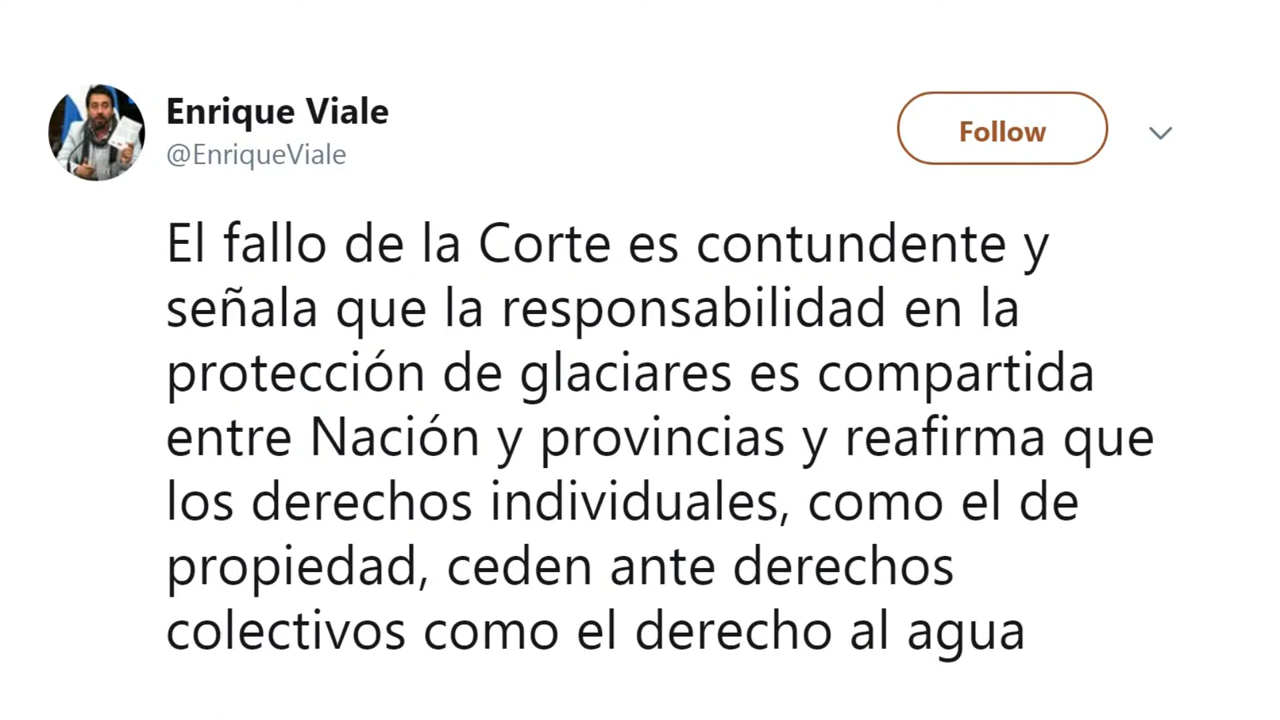 Enrique Viale
@EnriqueViale
Follow
El fallo de la Corte es contundente y
señala que la responsabilidad en la
protección de glaciares es compartida
entre Nación y provincias y reafirma que
los derechos individuales, como el de
propiedad, ceden ante derechos
colectivos como el derecho al agua